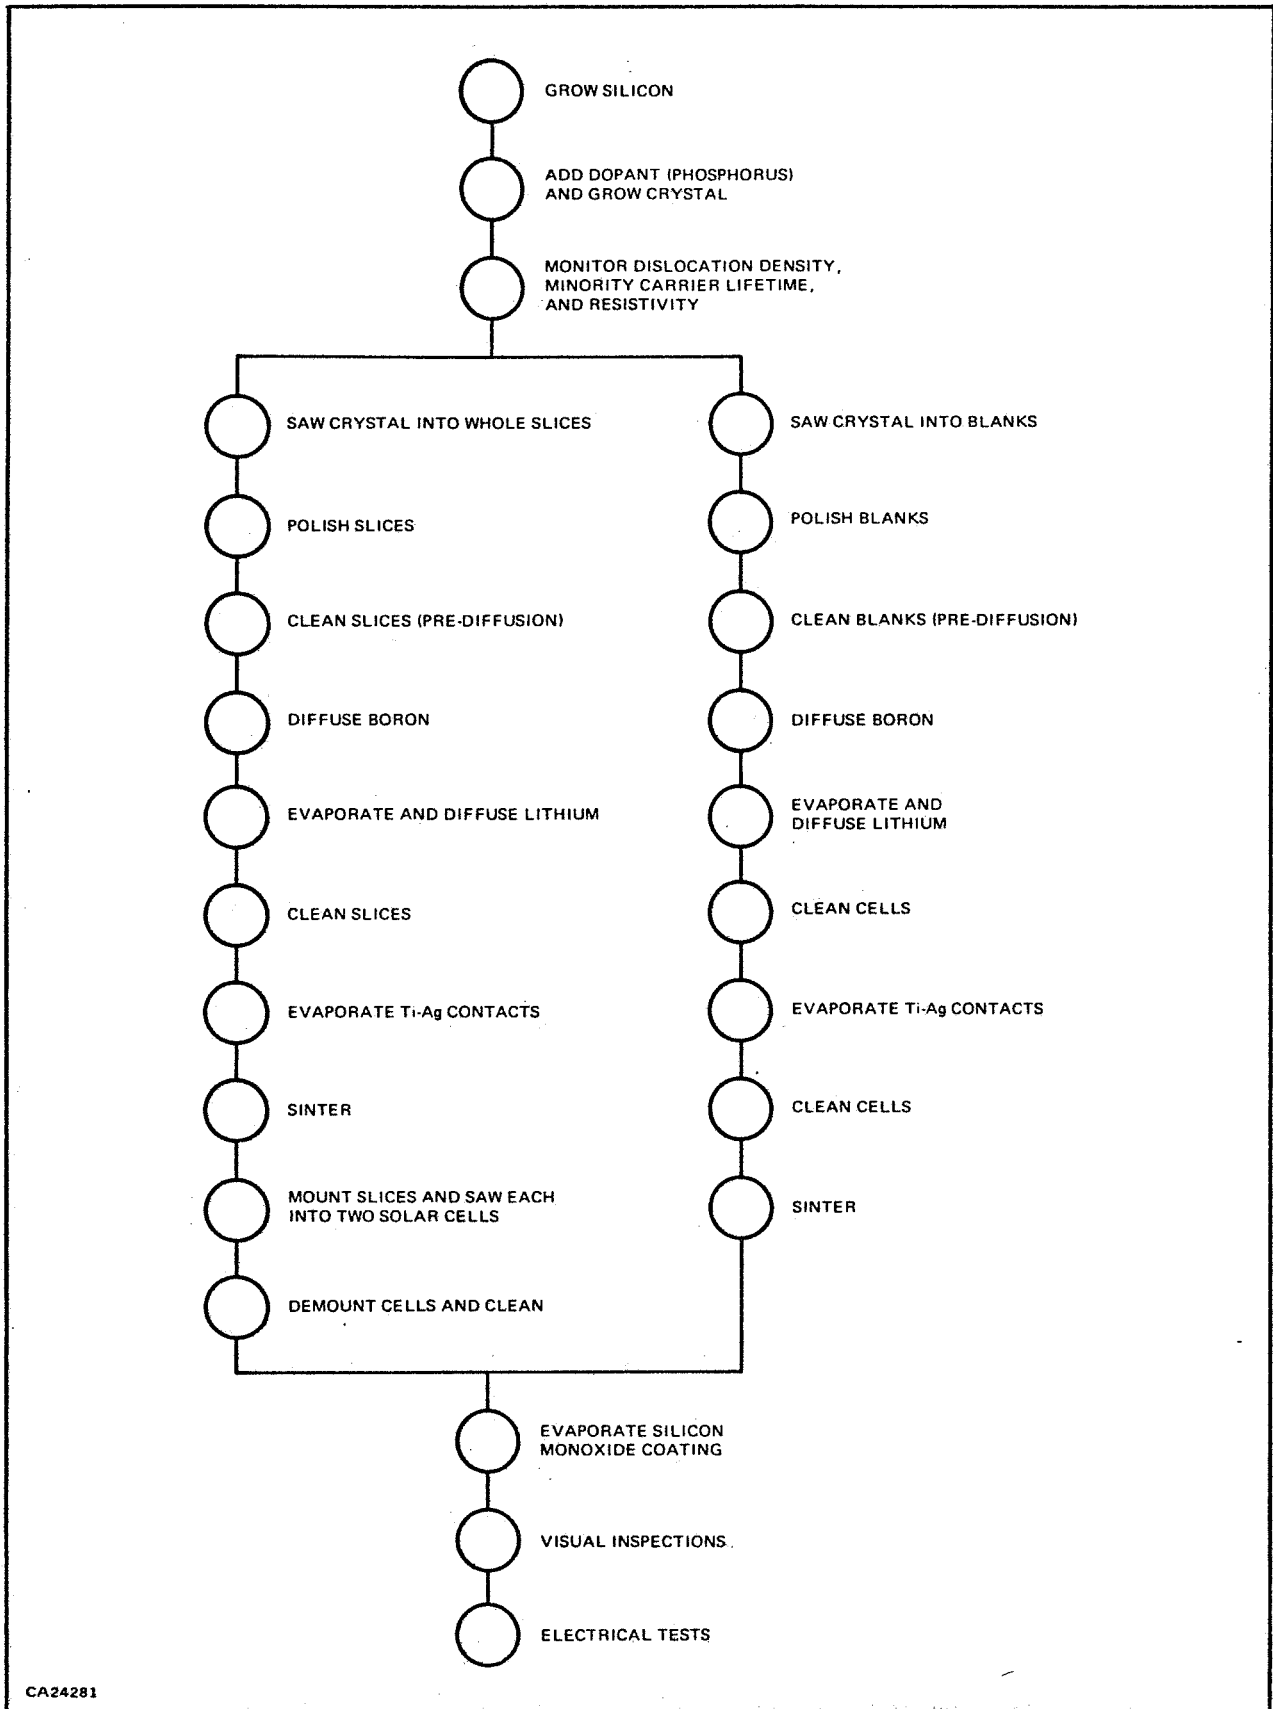 GROW SILICON
ADD DOPANT (PHOSPHORUS)
AND GROW CRYSTAL
MONITOR DISLOCATION DENSITY,
MINORITY CARRIER LIFETIME,
AND RESISTIVITY
SAW CRYSTAL INTO WHOLE SLICES
POLISH SLICES
CLEAN SLICES (PRE-DIFFUSION)
DIFFUSE BORON
EVAPORATE AND DIFFUSE LITHIUM
CLEAN SLICES
EVAPORATE Ti-Ag CONTACTS
SINTER
MOUNT SLICES AND SAW EACH
INTO TWO SOLAR CELLS
DEMOUNT CELLS AND CLEAN
SAW CRYSTAL INTO BLANKS
POLISH BLANKS
CLEAN BLANKS (PRE-DIFFUSION)
DIFFUSE BORON
EVAPORATE AND
DIFFUSE LITHIUM
CLEAN CELLS
EVAPORATE Ti-Ag CONTACTS
CLEAN CELLS
SINTER
EVAPORATE SILICON
MONOXIDE COATING
VISUAL INSPECTIONS
ELECTRICAL TESTS
CA24281